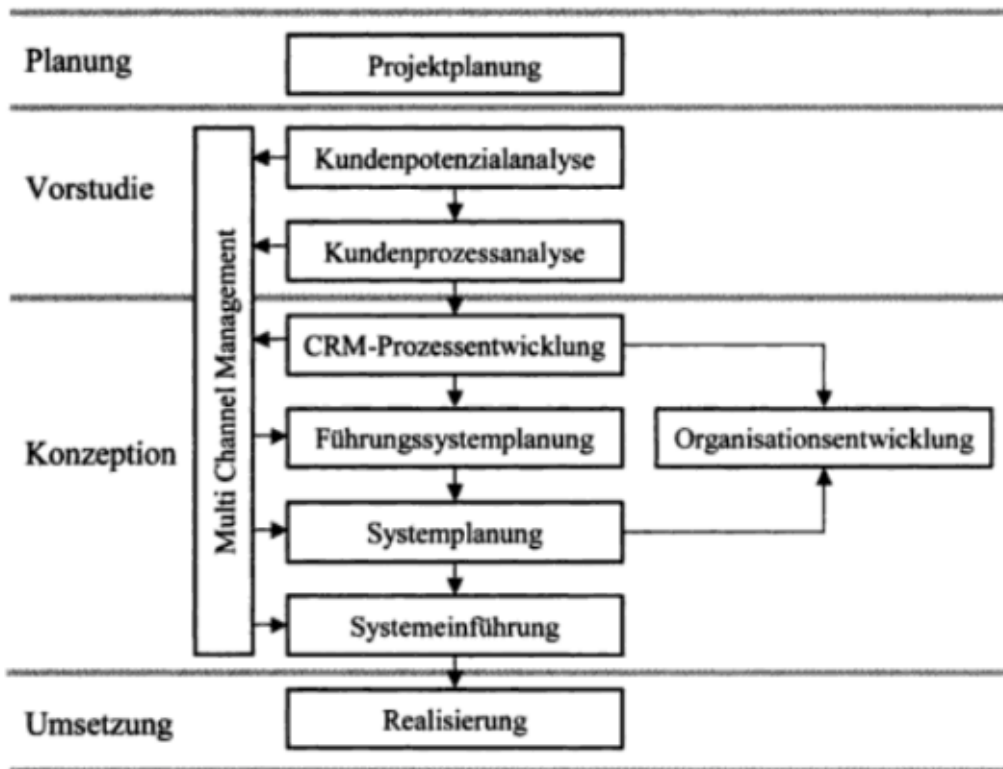 Planung
Projektplanung
Vorstudie
Kundenpotenzialanalyse
Kundenprozessanalyse
Multi Channel Management
Konzeption
CRM-Prozessentwicklung
Führungssystemplanung
Organisationsentwicklung
Systemplanung
Systemeinführung
Umsetzung
Realisierung